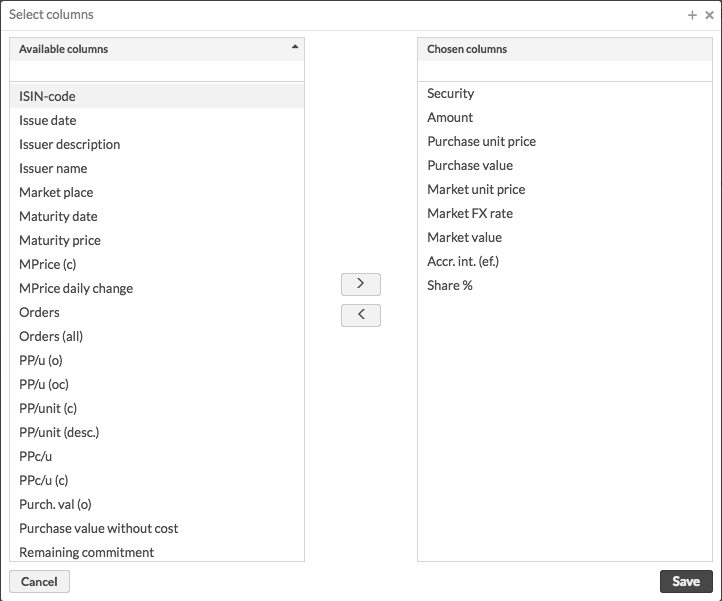 Select columns
Available columns
ISIN-code
Issue date
Issuer description
Issuer name
Market place
Maturity date
Maturity price
MPrice (c)
MPrice daily change
Orders
Orders (all)
PP/u (o)
PP/u (oc)
PP/unit (c)
PP/unit (desc.)
PPc/u
PPc/u (c)
Purch. val (o)
Purchase value without cost
Remaining commitment
Chosen columns
Security
Amount
Purchase unit price
Purchase value
Market unit price
Market FX rate
Market value
Accr. int. (ef.)
Share %
Cancel
Save